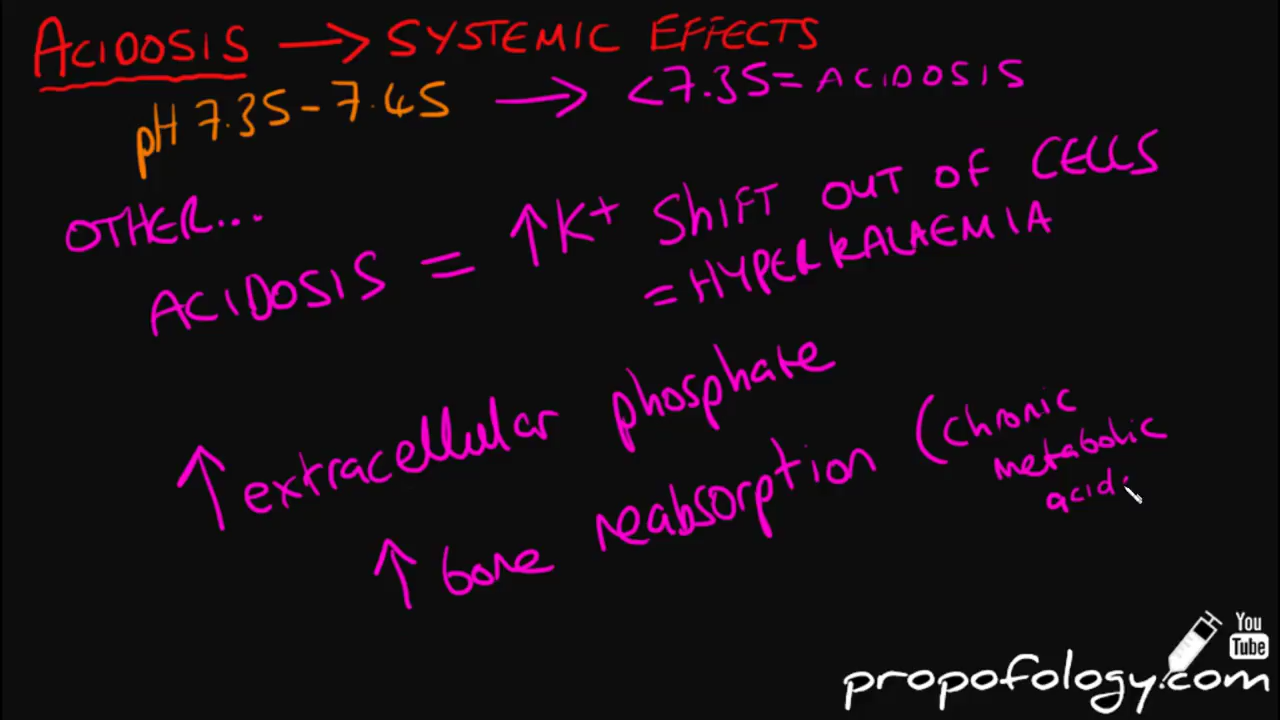 ACIDOSIS → SYSTEMIC EFFECTS
pH 7.35 - 7.45 → <7.35 = ACIDOSIS
OTHER...
ACIDOSIS = ↑K+ ShIFT OUT OF CELLS
= HYPERKALAEMIA
↑ extracellular phosphate
↑ bone reabsorption (chronic
metabolic
acid
You
Tube
propofology.com